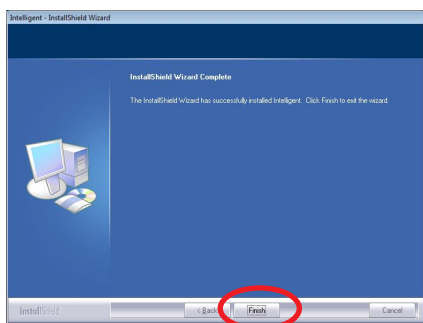 Intelligent - InstallShield Wizard
InstallShield Wizard Complete
The InstallShield Wizard has successfully installed Intelligent. Click Finish to exit the wizard.
InstallShield
< Back
Finish
Cancel